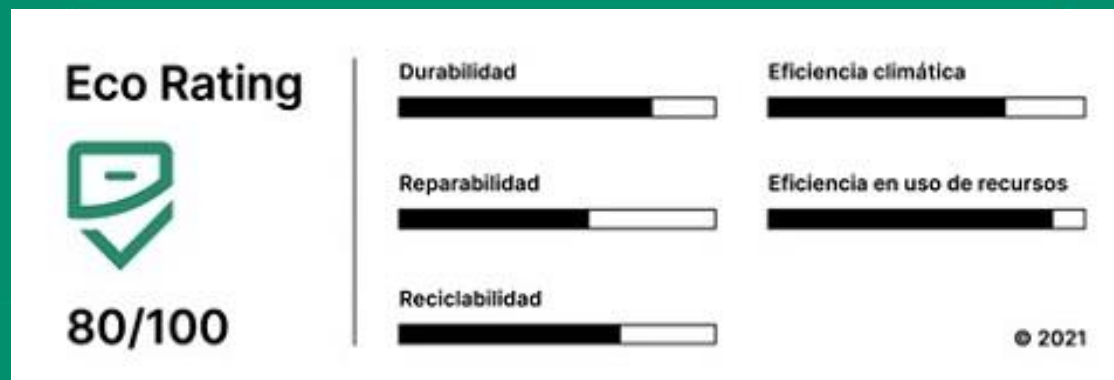 Eco Rating
80/100
Durabilidad
Reparabilidad
Reciclabilidad
Eficiencia climática
Eficiencia en uso de recursos
© 2021